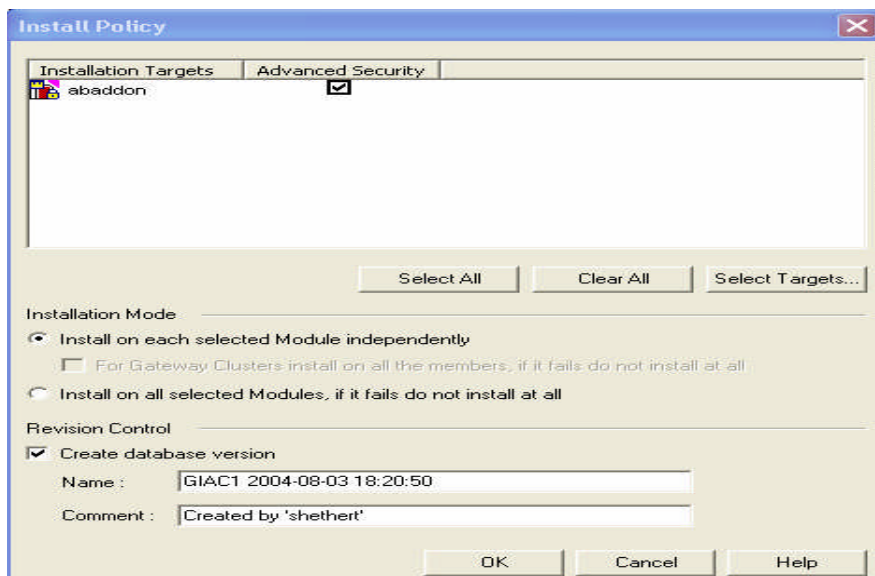 Install Policy
Installation Targets Advanced Security
abaddon
Select All Clear All Select Targets...
Installation Mode
Install on each selected Module independently
For Gateway Clusters install on all the members, if it fails do not install at all
Install on all selected Modules, if it fails do not install at all
Revision Control
Create database version
Name : GIAC1 2004-08-03 18:20:50
Comment : Created by 'shethert'
OK Cancel Help